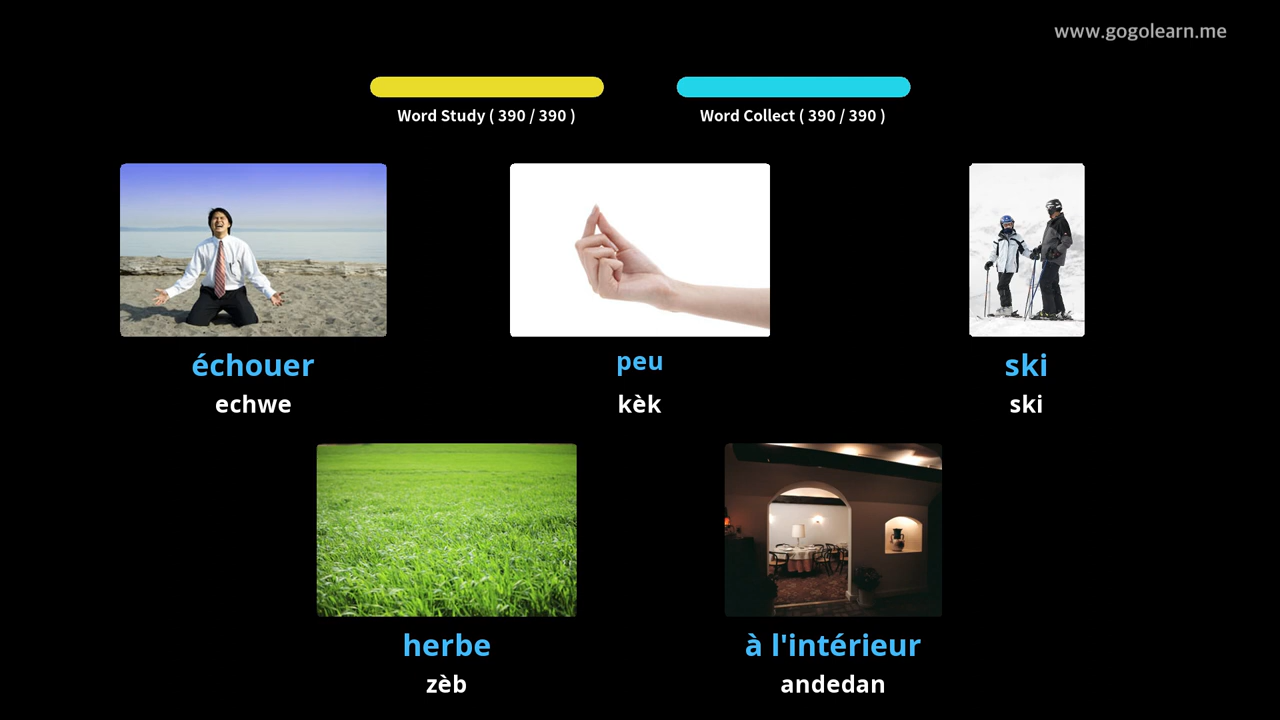 www.gogolearn.me
Word Study ( 390 / 390 )
Word Collect ( 390 / 390 )
échouer
echwe
peu
kèk
ski
ski
herbe
zèb
à l'intérieur
andedan